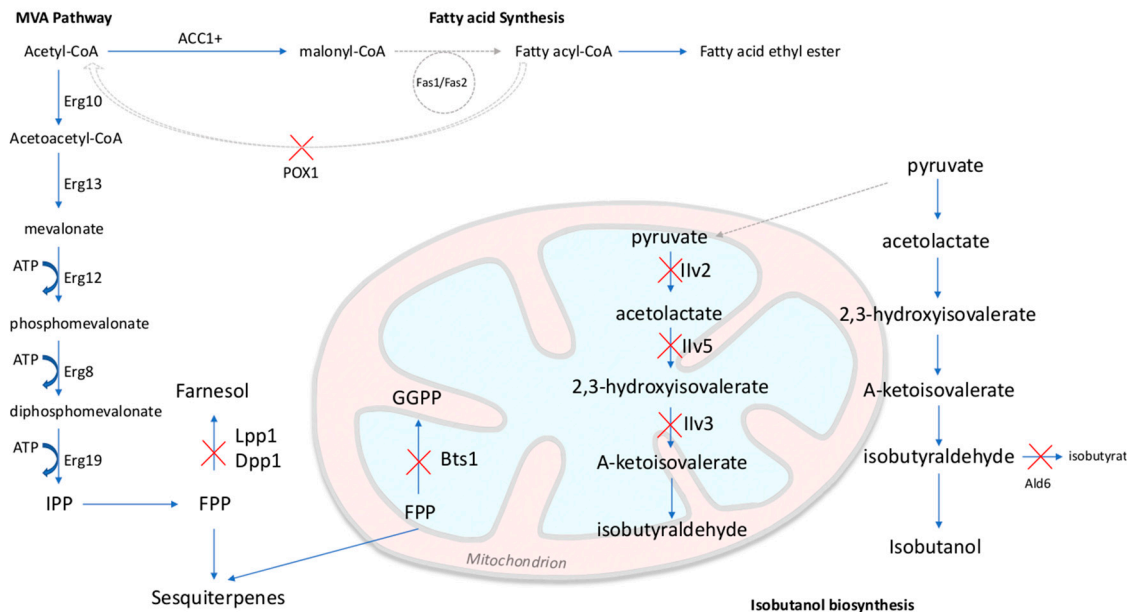 MVA Pathway
Fatty acid Synthesis
Acetyl-CoA
ACC1+
malonyl-CoA
Fatty acyl-CoA
Fatty acid ethyl ester
Fas1/Fas2
Erg10
Acetoacetyl-CoA
POX1
Erg13
mevalonate
ATP
Erg12
phosphomevalonate
ATP
Erg8
diphosphomevalonate
ATP
Erg19
IPP
Farnesol
Lpp1
Dpp1
FPP
Sesquiterpenes
GGPP
Bts1
FPP
Mitochondrion
pyruvate
IIv2
acetolactate
IIv5
2,3-hydroxyisovalerate
IIv3
A-ketoisovalerate
isobutyraldehyde
pyruvate
acetolactate
2,3-hydroxyisovalerate
A-ketoisovalerate
isobutyraldehyde
isobutyrat
Ald6
Isobutanol
Isobutanol biosynthesis